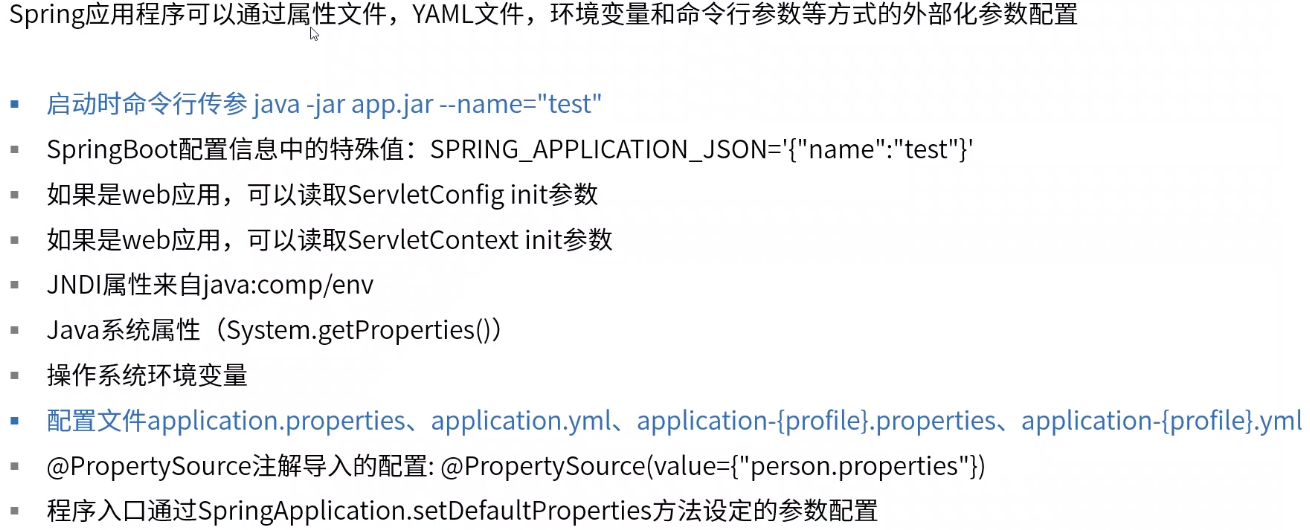 Spring应用程序可以通过属性文件，YAML文件，环境变量和命令行参数等方式的外部化参数配置
▪ 启动时命令行传参 java -jar app.jar --name="test"
▪ SpringBoot配置信息中的特殊值：SPRING_APPLICATION_JSON='{"name":"test"}'
▪ 如果是web应用，可以读取ServletConfig init参数
▪ 如果是web应用，可以读取ServletContext init参数
▪ JNDI属性来自java:comp/env
▪ Java系统属性（System.getProperties()）
▪ 操作系统环境变量
▪ 配置文件application.properties、application.yml、application-{profile}.properties、application-{profile}.yml
▪ @PropertySource注解导入的配置: @PropertySource(value={"person.properties"})
▪ 程序入口通过SpringApplication.setDefaultProperties方法设定的参数配置